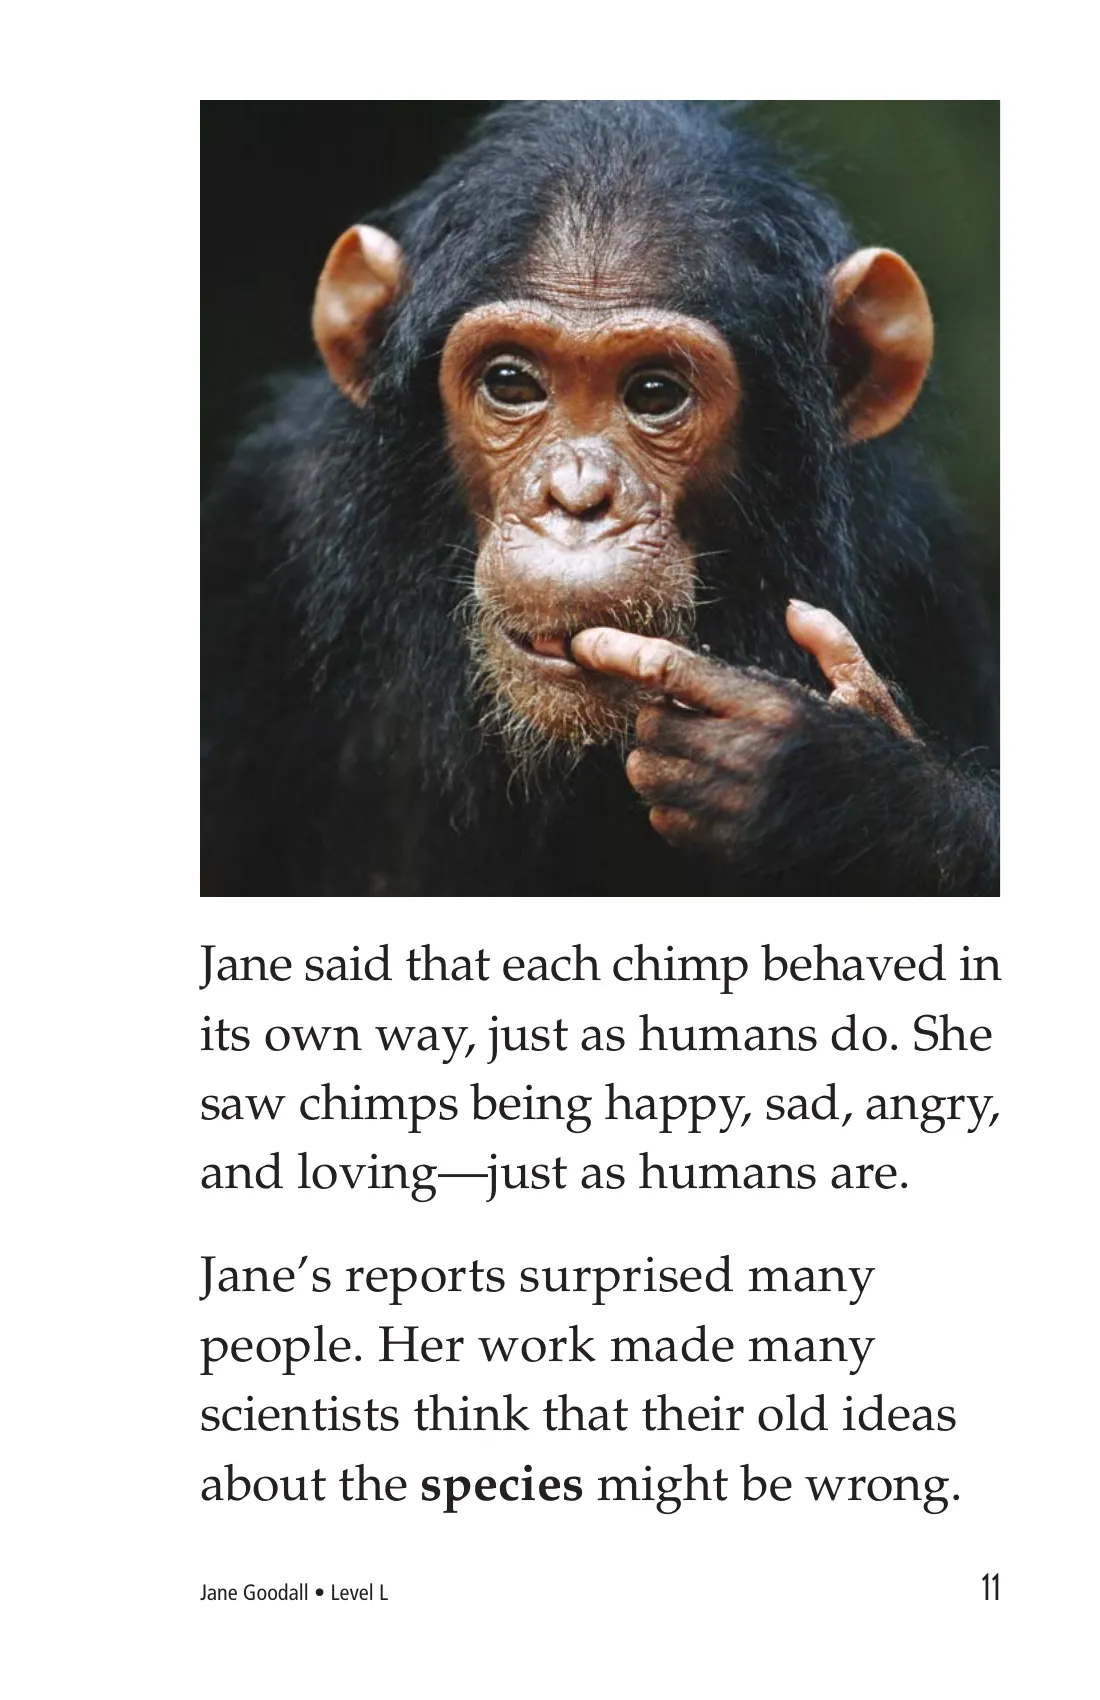 Jane said that each chimp behaved in
its own way, just as humans do. She
saw chimps being happy, sad, angry,
and loving—just as humans are.
Jane’s reports surprised many
people. Her work made many
scientists think that their old ideas
about the species might be wrong.
Jane Goodall • Level L
11